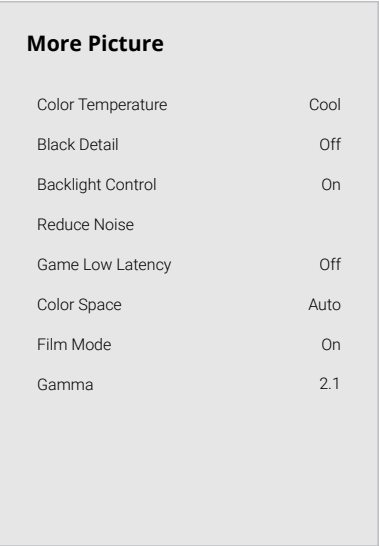 More Picture
Color Temperature Cool
Black Detail Off
Backlight Control On
Reduce Noise
Game Low Latency Off
Color Space Auto
Film Mode On
Gamma 2.1